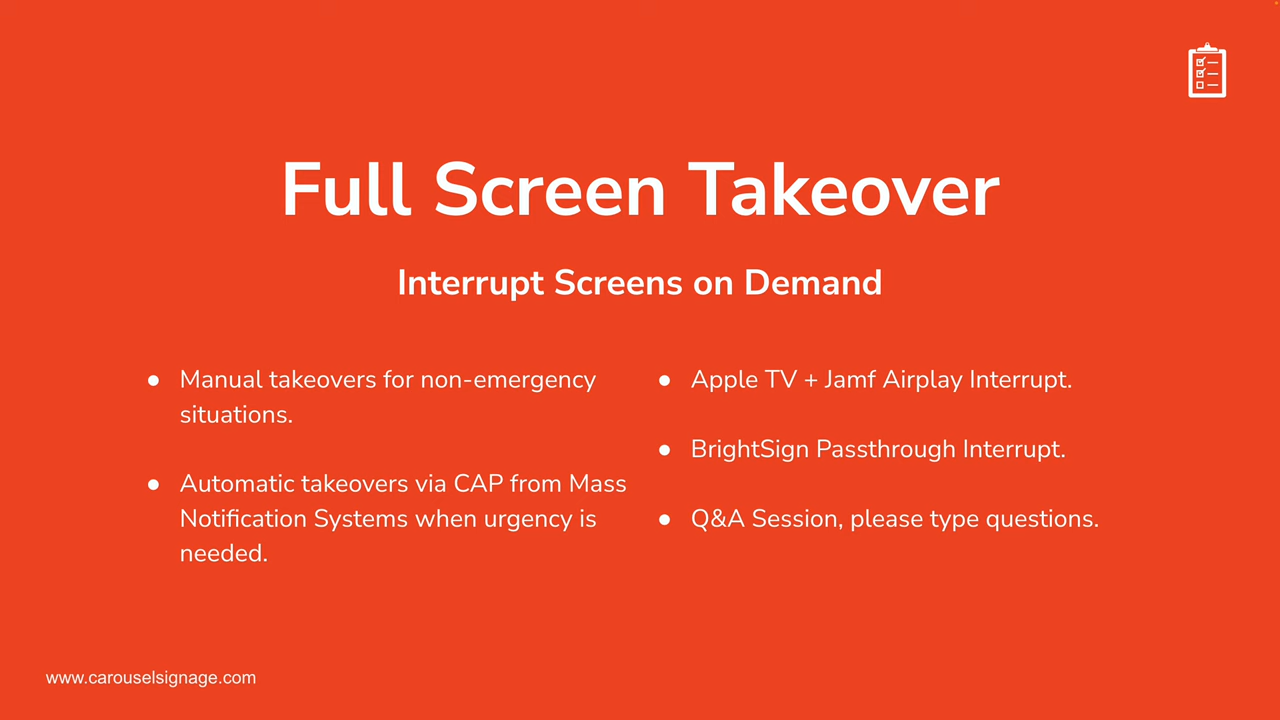 Full Screen Takeover
Interrupt Screens on Demand
● Manual takeovers for non-emergency
situations.
● Automatic takeovers via CAP from Mass
Notification Systems when urgency is
needed.
● Apple TV + Jamf Airplay Interrupt.
● BrightSign Passthrough Interrupt.
● Q&A Session, please type questions.
www.carouselsignage.com